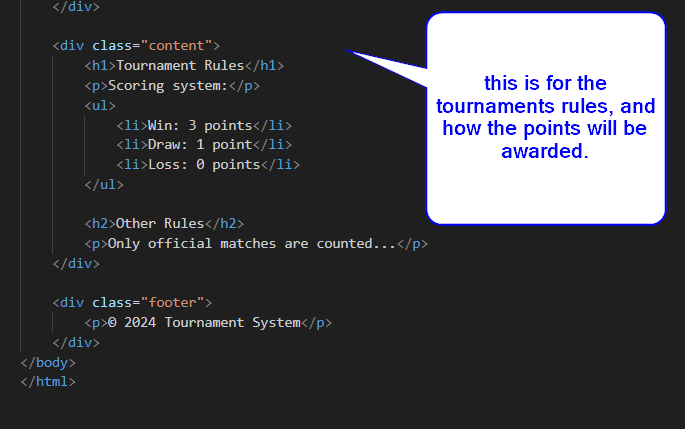 </div>
<div class="content">
<h1>Tournament Rules</h1>
<p>Scoring system:</p>
<ul>
<li>Win: 3 points</li>
<li>Draw: 1 point</li>
<li>Loss: 0 points</li>
</ul>
<h2>Other Rules</h2>
<p>Only official matches are counted...</p>
</div>
<div class="footer">
<p>© 2024 Tournament System</p>
</div>
</body>
</html>
this is for the
tournaments rules, and
how the points will be
awarded.